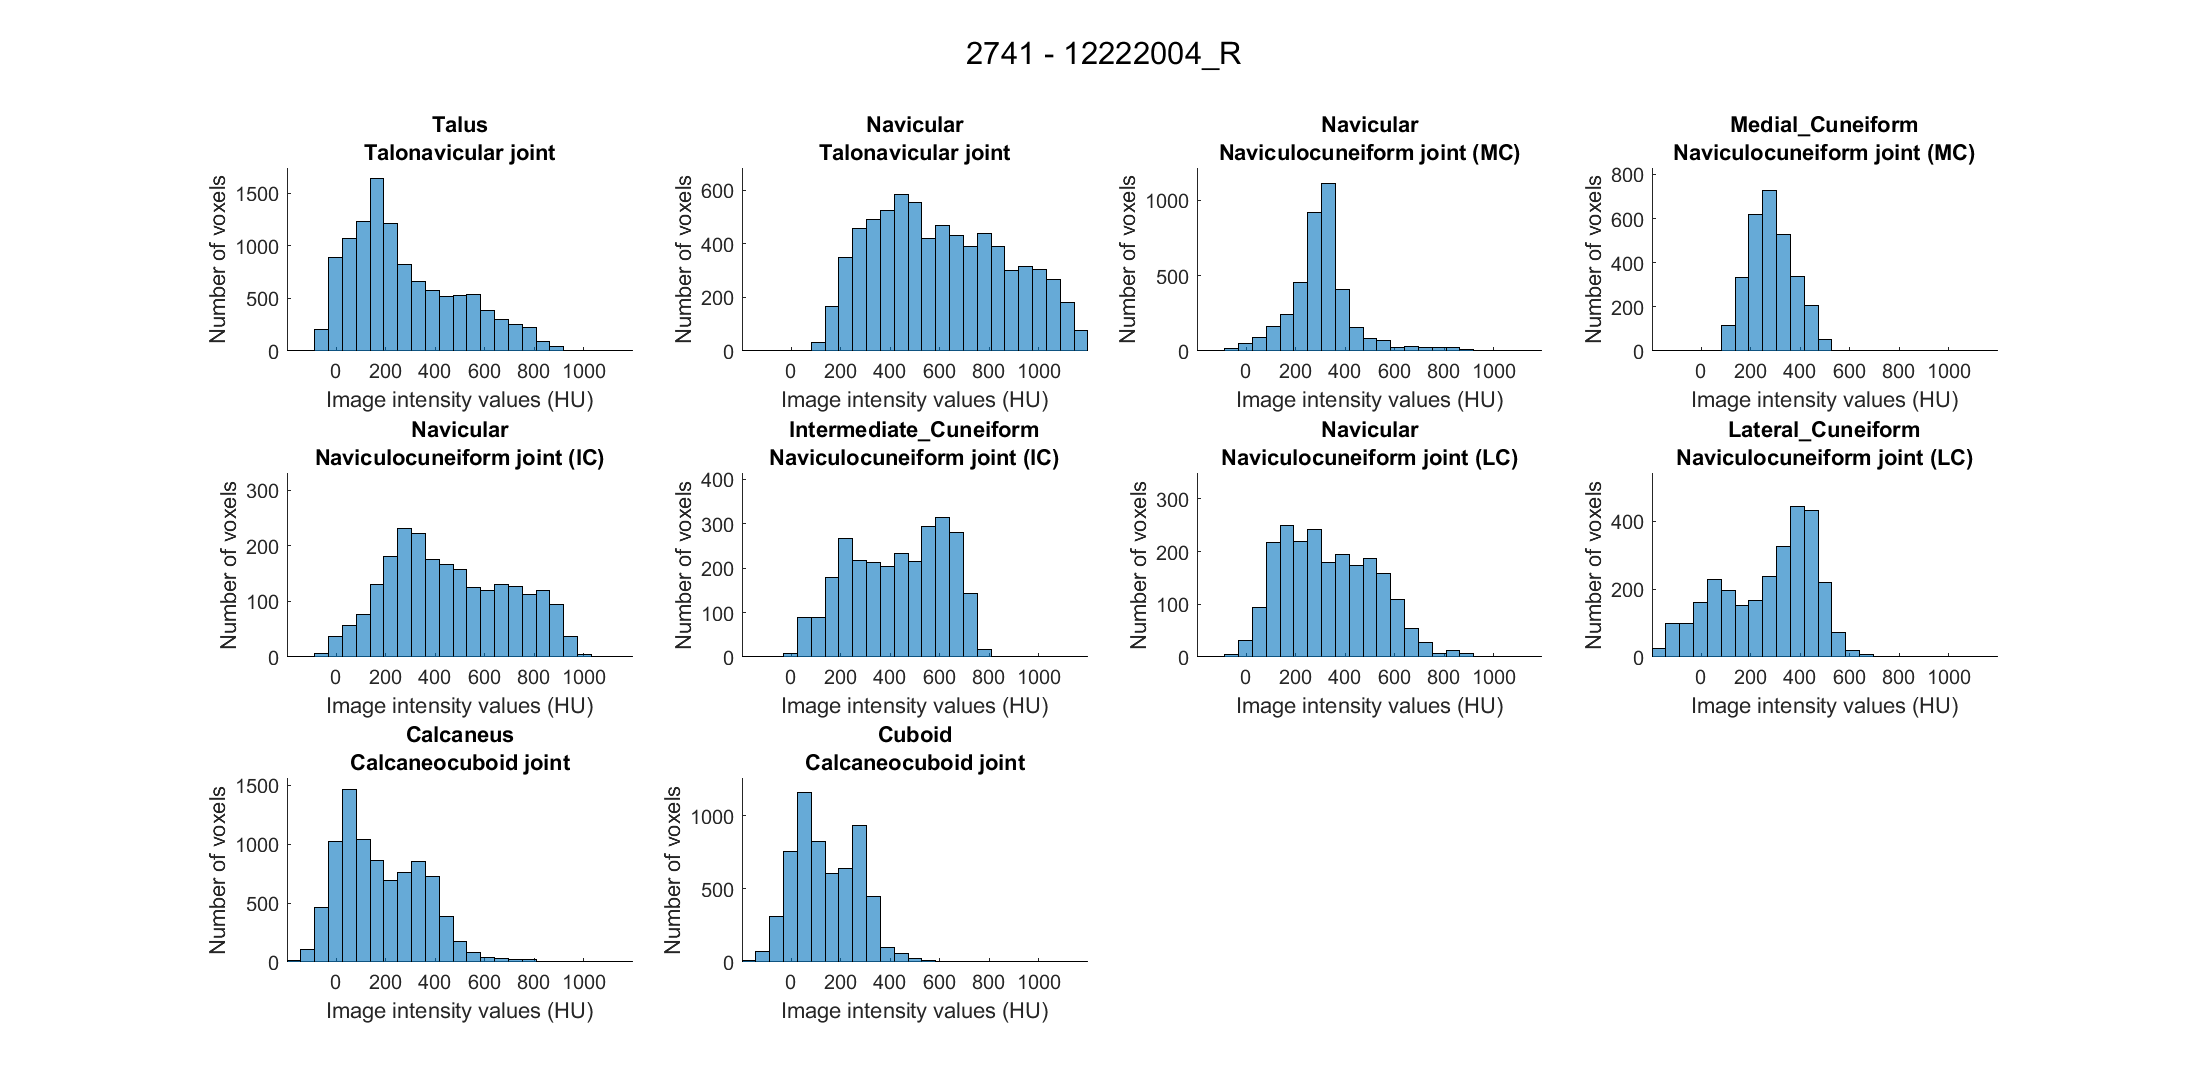 2741 - 12222004_R
Talus
Talonavicular joint
Number of voxels
1500
1000
500
0
0 200 400 600 800 1000
Image intensity values (HU)
Navicular
Talonavicular joint
Number of voxels
600
400
200
0
0 200 400 600 800 1000
Image intensity values (HU)
Navicular
Naviculocuneiform joint (MC)
Number of voxels
1000
500
0
0 200 400 600 800 1000
Image intensity values (HU)
Medial_Cuneiform
Naviculocuneiform joint (MC)
Number of voxels
800
600
400
200
0
0 200 400 600 800 1000
Image intensity values (HU)
Navicular
Naviculocuneiform joint (IC)
Number of voxels
300
200
100
0
0 200 400 600 800 1000
Image intensity values (HU)
Intermediate_Cuneiform
Naviculocuneiform joint (IC)
Number of voxels
400
300
200
100
0
0 200 400 600 800 1000
Image intensity values (HU)
Navicular
Naviculocuneiform joint (LC)
Number of voxels
300
200
100
0
0 200 400 600 800 1000
Image intensity values (HU)
Lateral_Cuneiform
Naviculocuneiform joint (LC)
Number of voxels
400
200
0
0 200 400 600 800 1000
Image intensity values (HU)
Calcaneus
Calcaneocuboid joint
Number of voxels
1500
1000
500
0
0 200 400 600 800 1000
Image intensity values (HU)
Cuboid
Calcaneocuboid joint
Number of voxels
1000
500
0
0 200 400 600 800 1000
Image intensity values (HU)